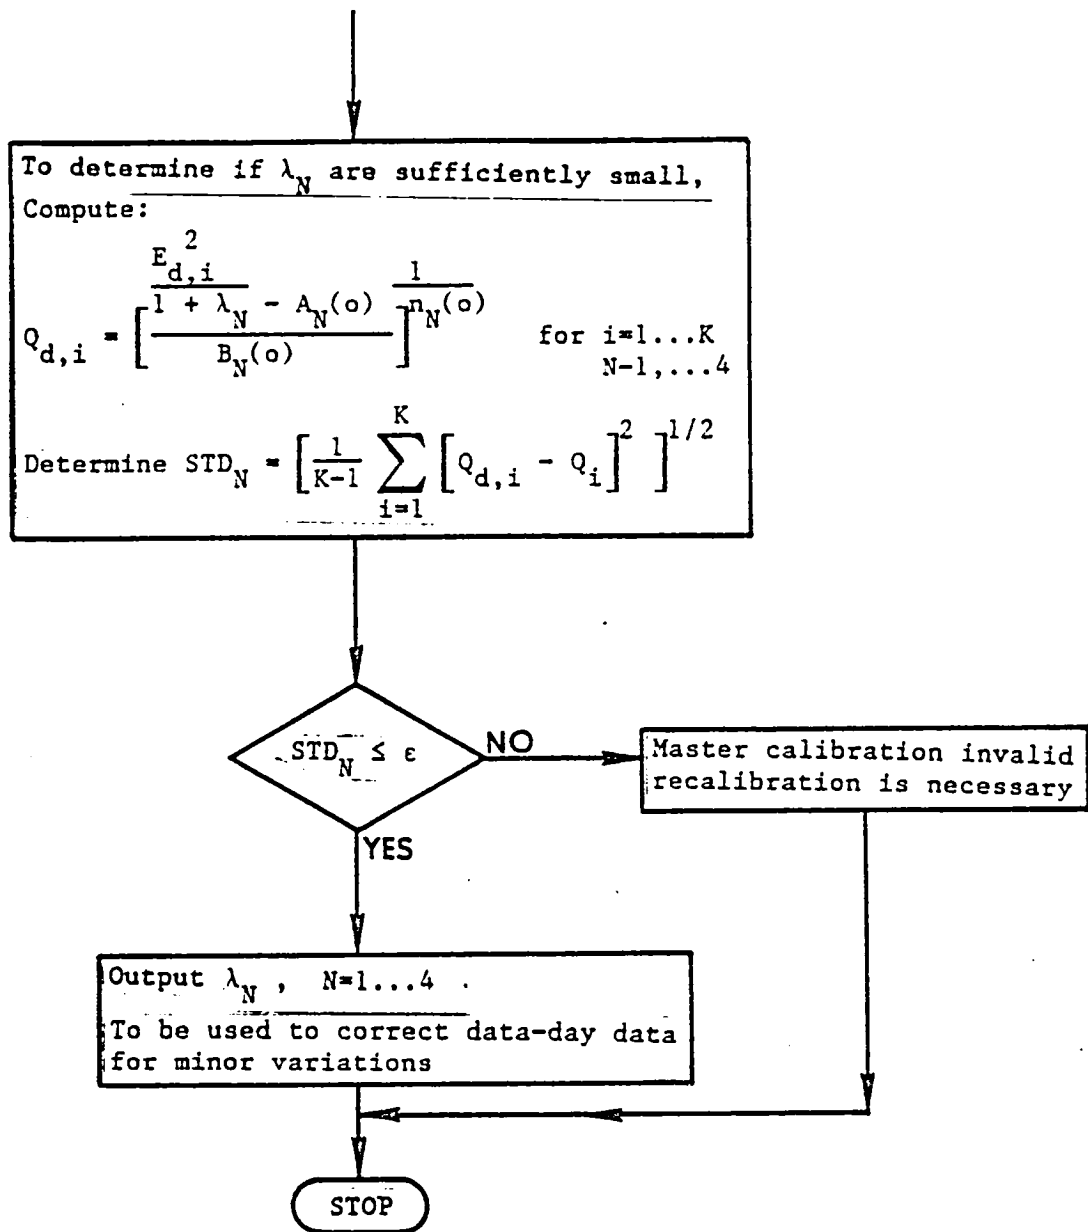 To determine if λ_N are sufficiently small,
Compute:
Q_{d,i} = [ ( E_{d,i}^2 / (1 + λ_N) - A_N(o) ) / B_N(o) ]^{1 / n_N(o)} for i=1...K
N-1,...4
Determine STD_N = [ 1/(K-1) ∑_{i=1}^{K} [ Q_{d,i} - Q_i ]^2 ]^{1/2}
STD_N ≤ ε
NO
Master calibration invalid
recalibration is necessary
YES
Output λ_N , N=1...4 .
To be used to correct data-day data
for minor variations
STOP